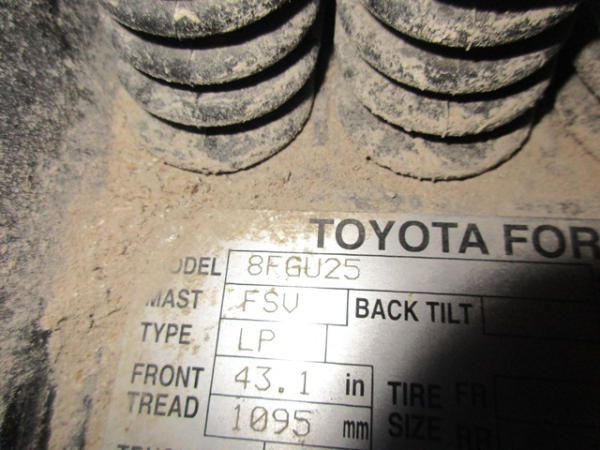 TOYOTA FOR
ODEL 8FGU25
MAST FSV BACK TILT
TYPE LP
FRONT TREAD 43.1 in TIRE SIZE FR
1095 mm RR